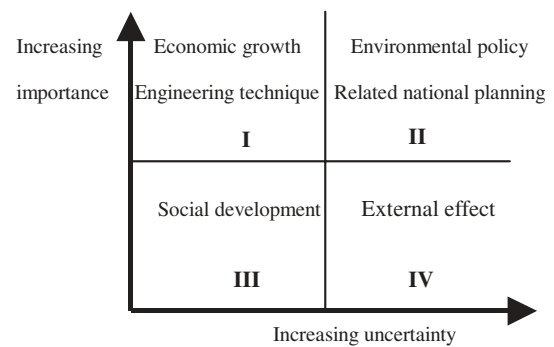 Increasing
importance
Economic growth
Engineering technique
I
Environmental policy
Related national planning
II
Social development
III
External effect
IV
Increasing uncertainty